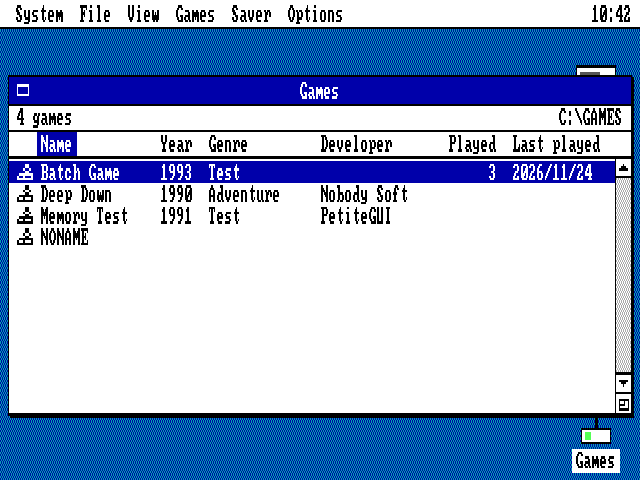 System File View Games Saver Options 10:42
Games
4 games C:\GAMES
Name Year Genre Developer Played Last played
Batch Game 1993 Test 3 2026/11/24
Deep Down 1990 Adventure Nobody Soft
Memory Test 1991 Test PetiteGUI
NONAME
Games